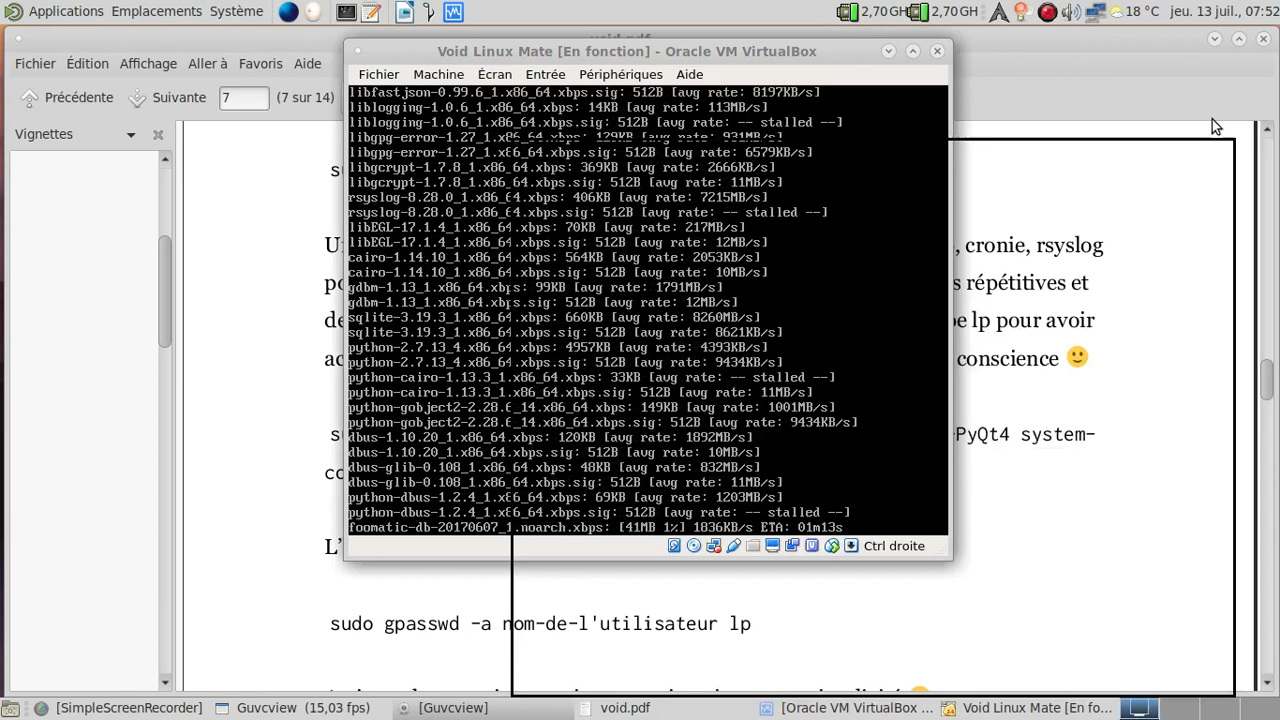 Applications Emplacements Système 2,70 GH 2,70 GH 18 °C jeu. 13 juil., 07:52
void.pdf
Fichier Édition Affichage Aller à Favoris Aide
Précédente Suivante 7 (7 sur 14)
Vignettes
Void Linux Mate [En fonction] - Oracle VM VirtualBox
Fichier Machine Écran Entrée Périphériques Aide
libfastjson-0.99.6_1.x86_64.xbps.sig: 512B [avg rate: 8197KB/s]
liblogging-1.0.6_1.x86_64.xbps: 14KB [avg rate: 113MB/s]
liblogging-1.0.6_1.x86_64.xbps.sig: 512B [avg rate: -- stalled --]
libgpg-error-1.27_1.x86_64.xbps: 129KB [avg rate: 931MB/s]
libgpg-error-1.27_1.x86_64.xbps.sig: 512B [avg rate: 6579KB/s]
libgcrypt-1.7.8_1.x86_64.xbps: 369KB [avg rate: 2666KB/s]
libgcrypt-1.7.8_1.x86_64.xbps.sig: 512B [avg rate: 11MB/s]
rsyslog-8.28.0_1.x86_64.xbps: 406KB [avg rate: 7215MB/s]
rsyslog-8.28.0_1.x86_64.xbps.sig: 512B [avg rate: -- stalled --]
libEGL-17.1.4_1.x86_64.xbps: 70KB [avg rate: 217MB/s]
libEGL-17.1.4_1.x86_64.xbps.sig: 512B [avg rate: 12MB/s]
cairo-1.14.10_1.x86_64.xbps: 564KB [avg rate: 2053KB/s]
cairo-1.14.10_1.x86_64.xbps.sig: 512B [avg rate: 10MB/s]
gdbm-1.13_1.x86_64.xbps: 99KB [avg rate: 1791MB/s]
gdbm-1.13_1.x86_64.xbps.sig: 512B [avg rate: 12MB/s]
sqlite-3.19.3_1.x86_64.xbps: 660KB [avg rate: 8260MB/s]
sqlite-3.19.3_1.x86_64.xbps.sig: 512B [avg rate: 8621KB/s]
python-2.7.13_4.x86_64.xbps: 4957KB [avg rate: 4393KB/s]
python-2.7.13_4.x86_64.xbps.sig: 512B [avg rate: 9434KB/s]
python-cairo-1.13.3_1.x86_64.xbps: 33KB [avg rate: -- stalled --]
python-cairo-1.13.3_1.x86_64.xbps.sig: 512B [avg rate: 11MB/s]
python-gobject2-2.28.6_14.x86_64.xbps: 149KB [avg rate: 1001MB/s]
python-gobject2-2.28.6_14.x86_64.xbps.sig: 512B [avg rate: 9434KB/s]
dbus-1.10.20_1.x86_64.xbps: 120KB [avg rate: 1892MB/s]
dbus-1.10.20_1.x86_64.xbps.sig: 512B [avg rate: 10MB/s]
dbus-glib-0.108_1.x86_64.xbps: 48KB [avg rate: 832MB/s]
dbus-glib-0.108_1.x86_64.xbps.sig: 512B [avg rate: 11MB/s]
python-dbus-1.2.4_1.x86_64.xbps: 69KB [avg rate: 1203MB/s]
python-dbus-1.2.4_1.x86_64.xbps.sig: 512B [avg rate: -- stalled --]
foomatic-db-20170607_1.noarch.xbps: [41MB 1%] 1836KB/s ETA: 01m13s
Ctrl droite
, cronie, rsyslog
s répétitives et
pe lp pour avoir
conscience 🙂
PyQt4 system-
L'
sudo gpasswd -a nom-de-l'utilisateur lp
[SimpleScreenRecorder] Guvcview (15,03 fps) [Guvcview] void.pdf [Oracle VM VirtualBox ... Void Linux Mate [En fo...